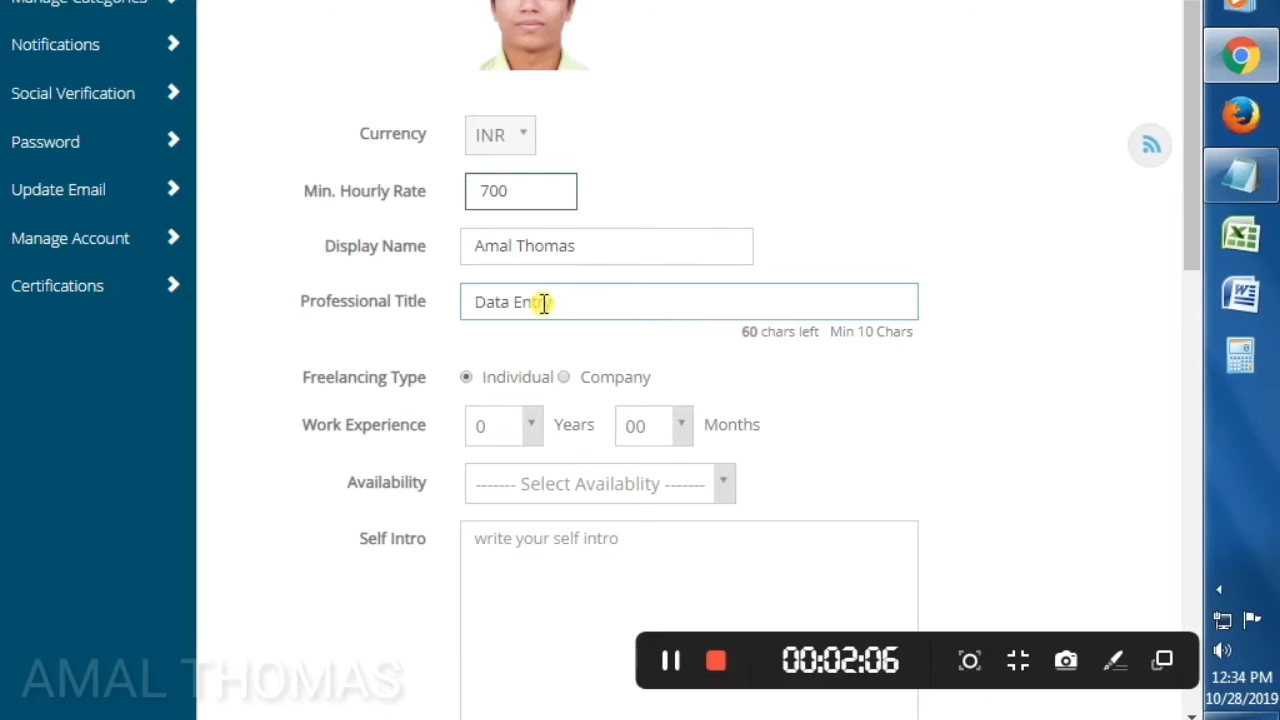 Manage Categories
Notifications
Social Verification
Password
Update Email
Manage Account
Certifications
Currency INR
Min. Hourly Rate 700
Display Name Amal Thomas
Professional Title Data Entry
60 chars left Min 10 Chars
Freelancing Type Individual Company
Work Experience 0 Years 00 Months
Availability ------- Select Availablity -------
Self Intro write your self intro
00:02:06
AMAL THOMAS
12:34 PM
10/28/2019